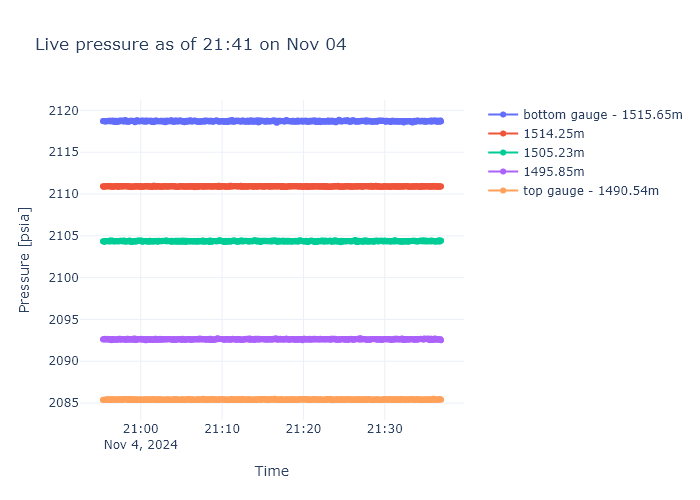 Live pressure as of 21:41 on Nov 04
2120
2115
2110
2105
2100
2095
2090
2085
Pressure [psia]
21:00
Nov 4, 2024
21:10
21:20
21:30
Time
bottom gauge - 1515.65m
1514.25m
1505.23m
1495.85m
top gauge - 1490.54m